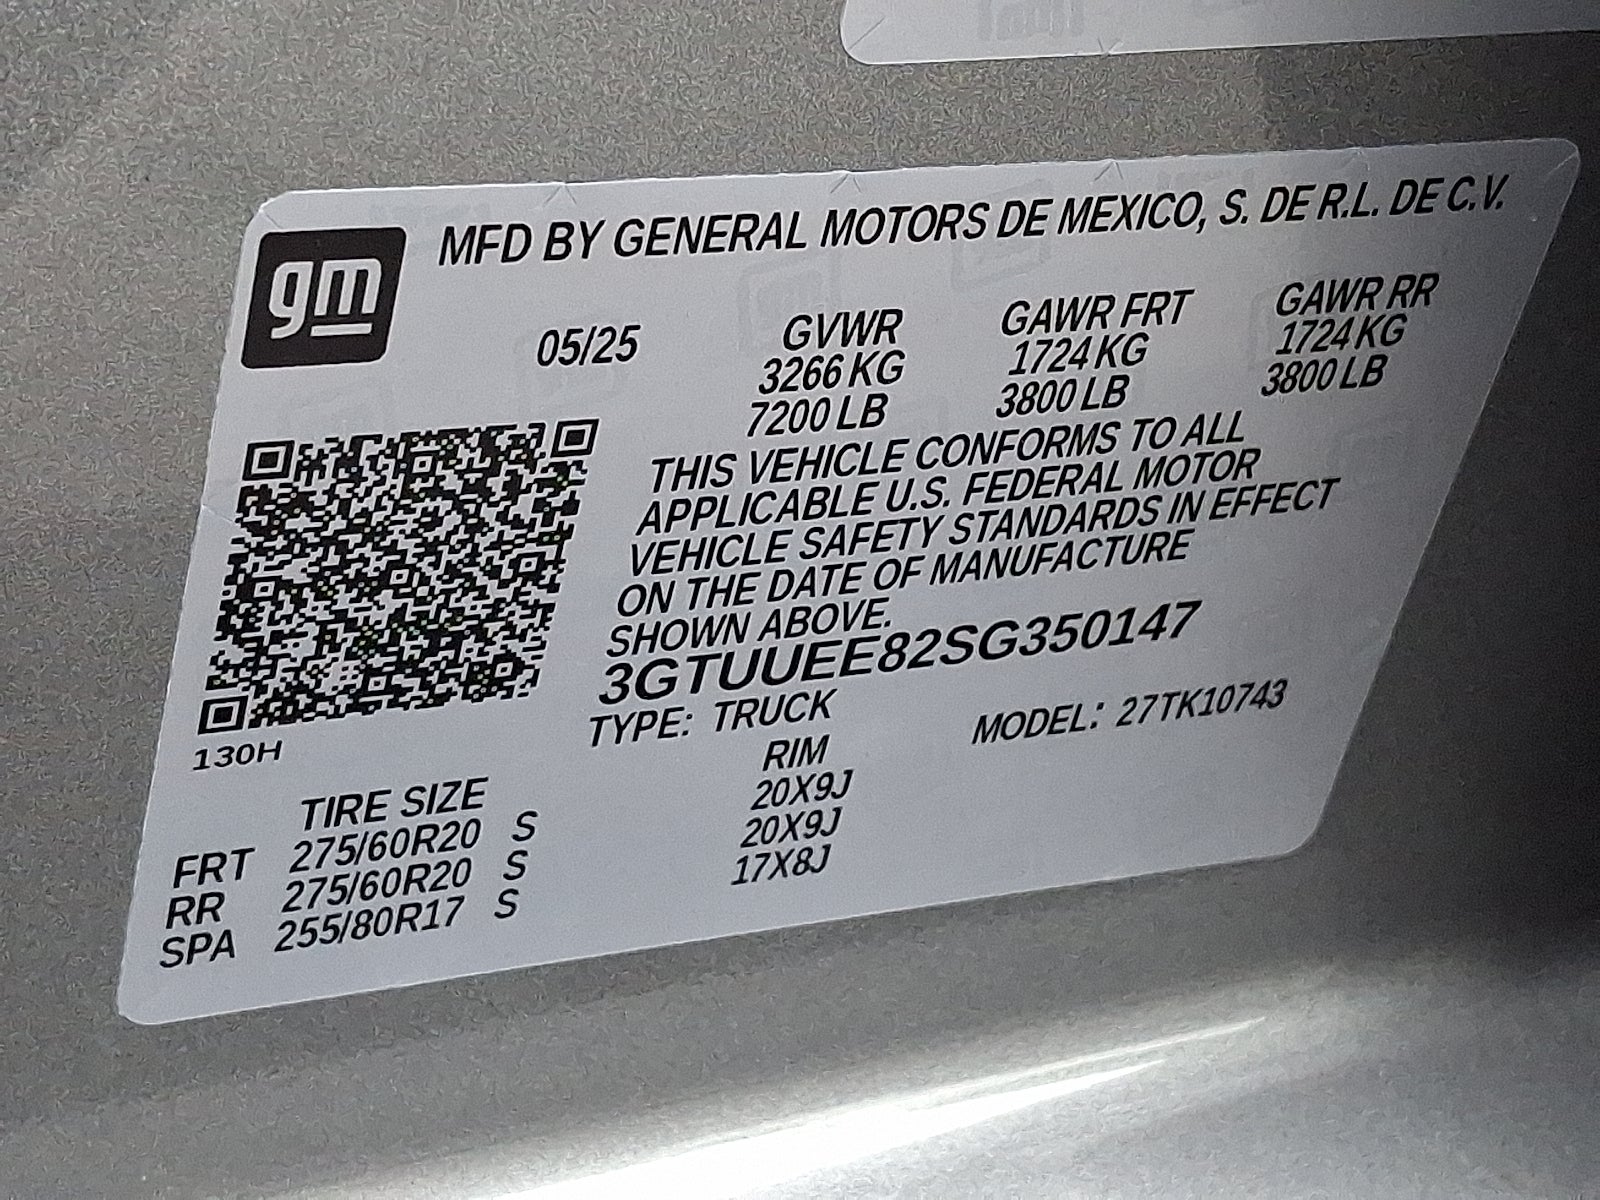 gm
MFD BY GENERAL MOTORS DE MEXICO, S. DE R.L. DE C.V.
05/25 GVWR GAWR FRT GAWR RR
3266 KG 1724 KG 1724 KG
7200 LB 3800 LB 3800 LB
THIS VEHICLE CONFORMS TO ALL
APPLICABLE U.S. FEDERAL MOTOR
VEHICLE SAFETY STANDARDS IN EFFECT
ON THE DATE OF MANUFACTURE
SHOWN ABOVE.
3GTUUEE82SG350147
TYPE: TRUCK MODEL: 27TK10743
130H
TIRE SIZE RIM
FRT 275/60R20 S 20X9J
RR 275/60R20 S 20X9J
SPA 255/80R17 S 17X8J